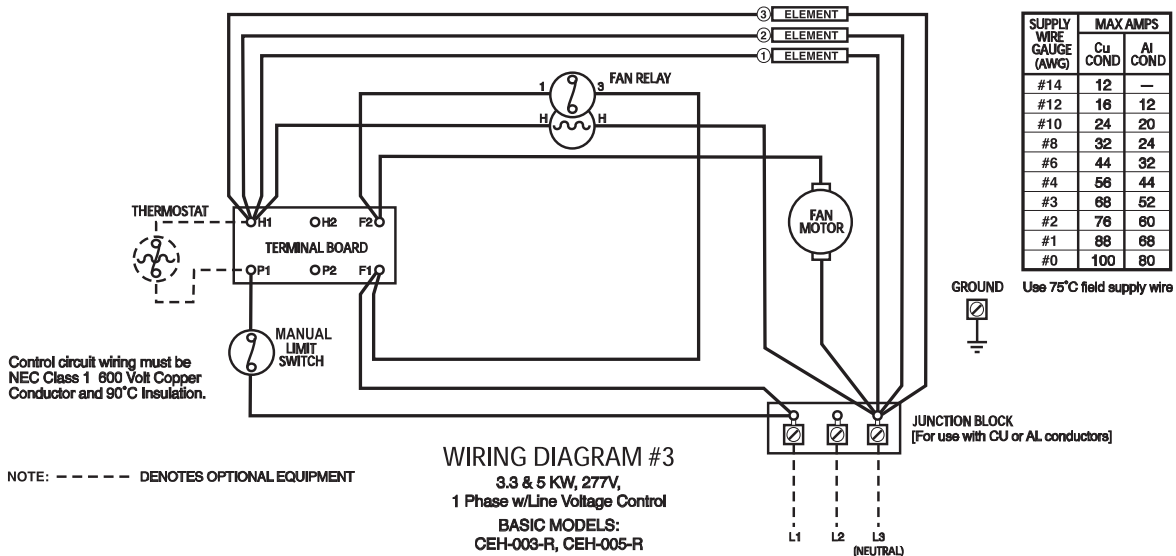 ③ ELEMENT
② ELEMENT
① ELEMENT
FAN RELAY
1 3
H H
SUPPLY WIRE GAUGE (AWG) MAX AMPS
Cu COND Al COND
#14 12 —
#12 16 12
#10 24 20
#8 32 24
#6 44 32
#4 56 44
#3 68 52
#2 76 60
#1 88 68
#0 100 80
Use 75°C field supply wire
THERMOSTAT
H1 H2 F2
TERMINAL BOARD
P1 P2 F1
FAN
MOTOR
GROUND
MANUAL
LIMIT
SWITCH
Control circuit wiring must be
NEC Class 1 600 Volt Copper
Conductor and 90°C Insulation.
JUNCTION BLOCK
[For use with CU or AL conductors]
NOTE: – – – – – DENOTES OPTIONAL EQUIPMENT
WIRING DIAGRAM #3
3.3 & 5 KW, 277V,
1 Phase w/Line Voltage Control
BASIC MODELS:
CEH-003-R, CEH-005-R
L1 L2 L3
(NEUTRAL)